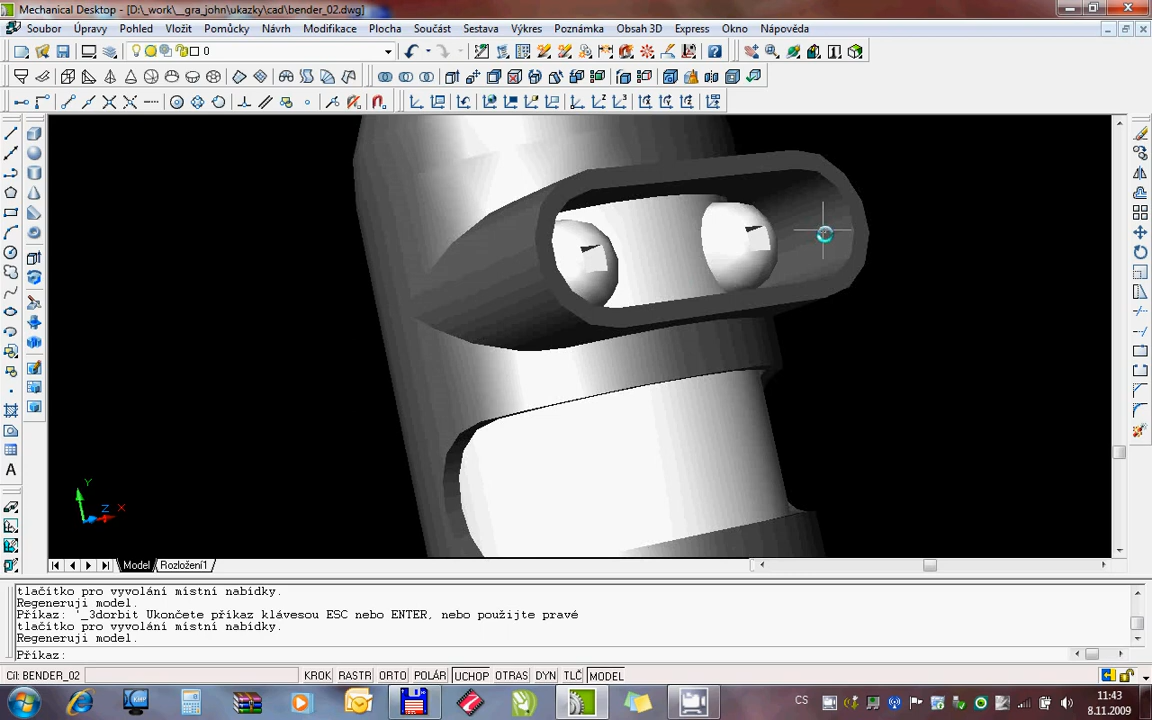 Mechanical Desktop - [D:\_work\__gra_john\ukazky\cad\bender_02.dwg]
Soubor Úpravy Pohled Vložit Pomůcky Návrh Modifikace Plocha Součást Sestava Výkres Poznámka Obsah 3D Express Okno Nápověda
0
Y
Z X
Model Rozložení1
tlačítko pro vyvolání místní nabídky.
Regeneruji model.
Příkaz: '_3dorbit Ukončete příkaz klávesou ESC nebo ENTER, nebo použijte pravé
tlačítko pro vyvolání místní nabídky.
Regeneruji model.
Příkaz:
Cíl: BENDER_02 KROK RASTR ORTO POLÁR UCHOP OTRAS DYN TLČ MODEL
CS 11:43
8.11.2009